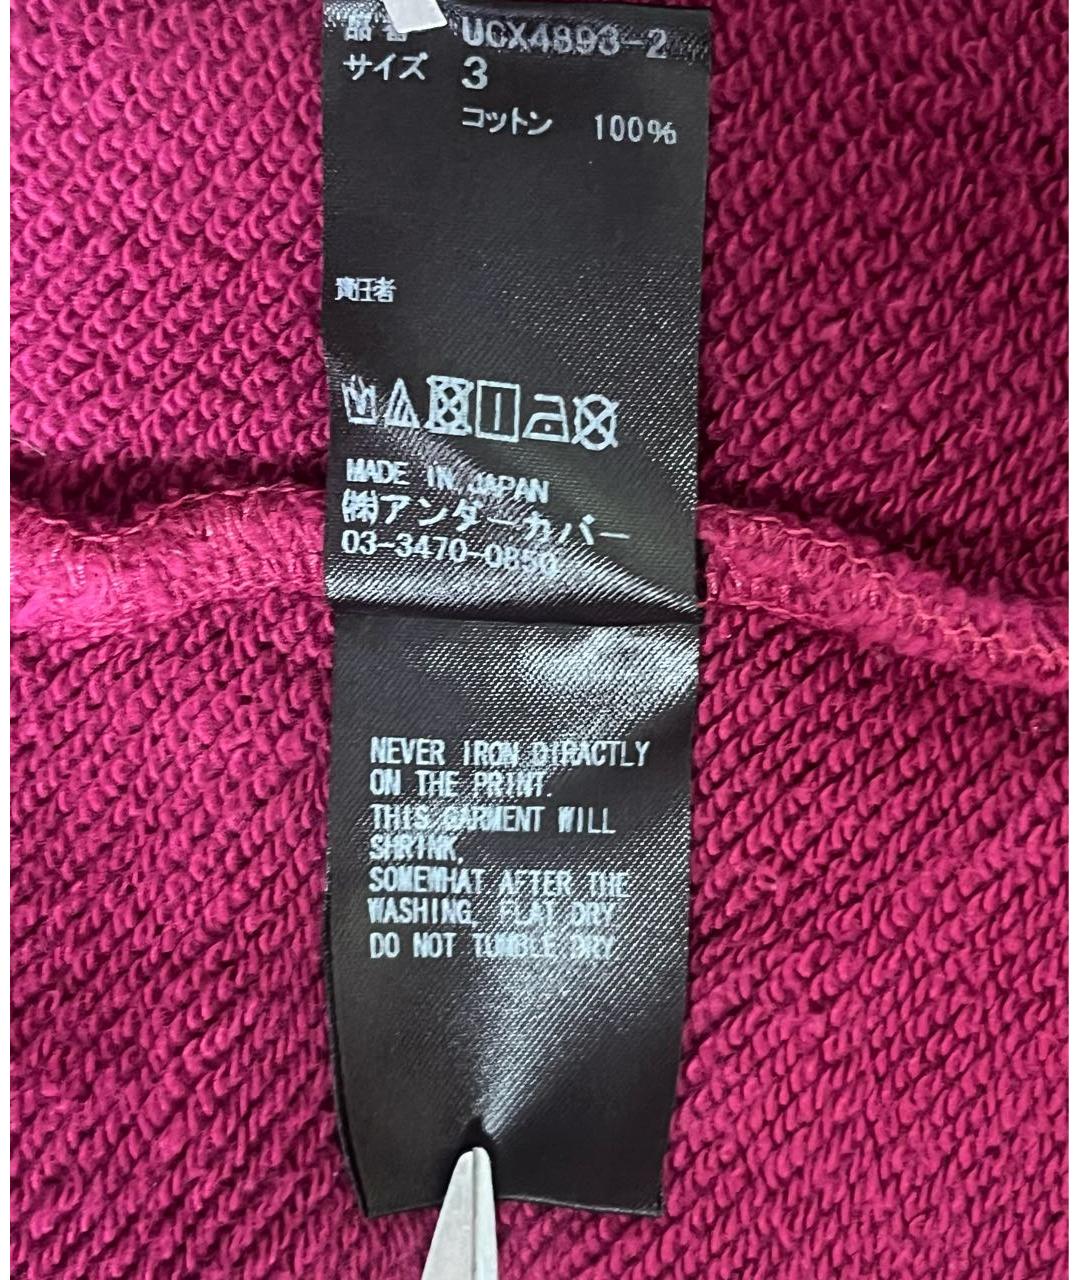 品番 UCX4893-2
サイズ 3
コットン 100%
責任者
MADE IN JAPAN
㈱アンダーカバー
03-3470-0850
NEVER IRON DIRACTLY
ON THE PRINT.
THIS GARMENT WILL
SHRINK,
SOMEWHAT AFTER THE
WASHING. FLAT DRY
DO NOT TUMBLE DRY